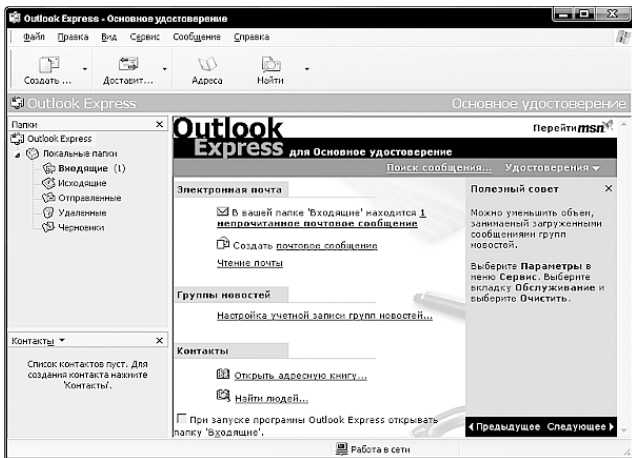 Outlook Express - Основное удостоверение
Файл Правка Вид Сервис Сообщение Справка
Создать ... Доставит... Адреса Найти
Outlook Express Основное удостоверение
Папки
Outlook Express
Локальные папки
Входящие (1)
Исходящие
Отправленные
Удаленные
Черновики
Контакты
Список контактов пуст. Для
создания контакта нажмите
'Контакты'.
Outlook
Express для Основное удостоверение
Перейти msn
Поиск сообщения... Удостоверения
Электронная почта
В вашей папке 'Входящие' находится 1
непрочитанное почтовое сообщение
Создать почтовое сообщение
Чтение почты
Группы новостей
Настройка учетной записи групп новостей...
Контакты
Открыть адресную книгу...
Найти людей...
При запуске программы Outlook Express открывать
папку 'Входящие'.
Полезный совет
Можно уменьшить объем,
занимаемый загруженными
сообщениями групп
новостей.
Выберите Параметры в
меню Сервис. Выберите
вкладку Обслуживание и
выберите Очистить.
Предыдущее Следующее
Работа в сети